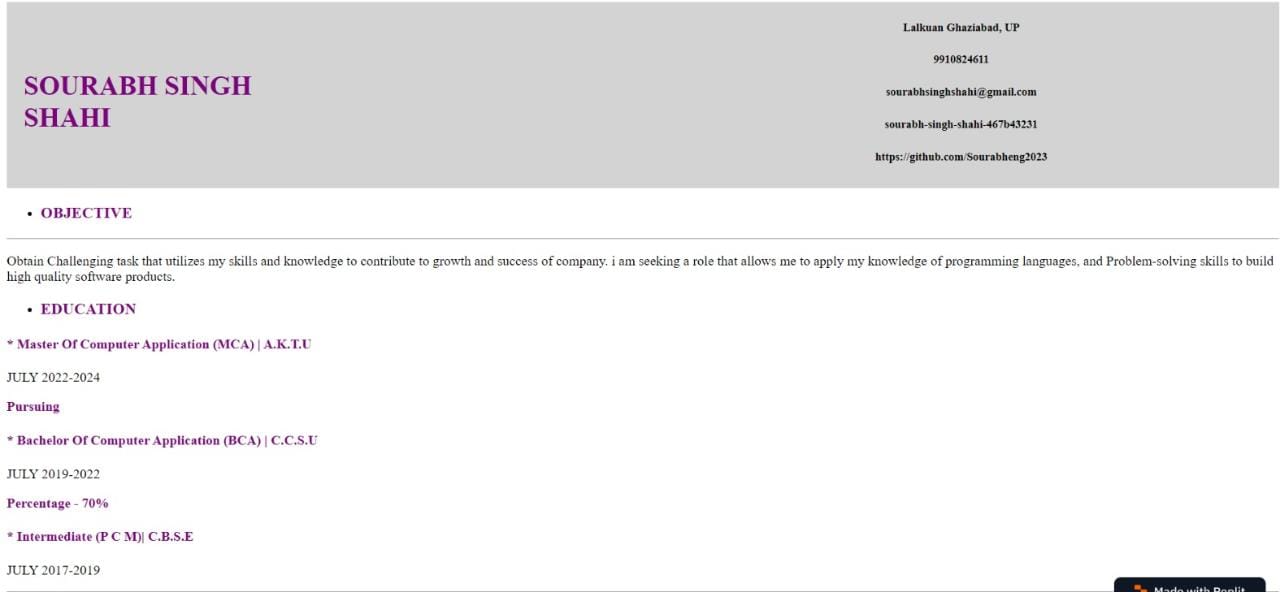 SOURABH SINGH
SHAHI
Lalkuan Ghaziabad, UP
9910824611
sourabhsinghshahi@gmail.com
sourabh-singh-shahi-467b43231
https://github.com/Sourabheng2023
• OBJECTIVE
Obtain Challenging task that utilizes my skills and knowledge to contribute to growth and success of company. i am seeking a role that allows me to apply my knowledge of programming languages, and Problem-solving skills to build
high quality software products.
• EDUCATION
* Master Of Computer Application (MCA) | A.K.T.U
JULY 2022-2024
Pursuing
* Bachelor Of Computer Application (BCA) | C.C.S.U
JULY 2019-2022
Percentage - 70%
* Intermediate (P C M)| C.B.S.E
JULY 2017-2019
Made with Replit